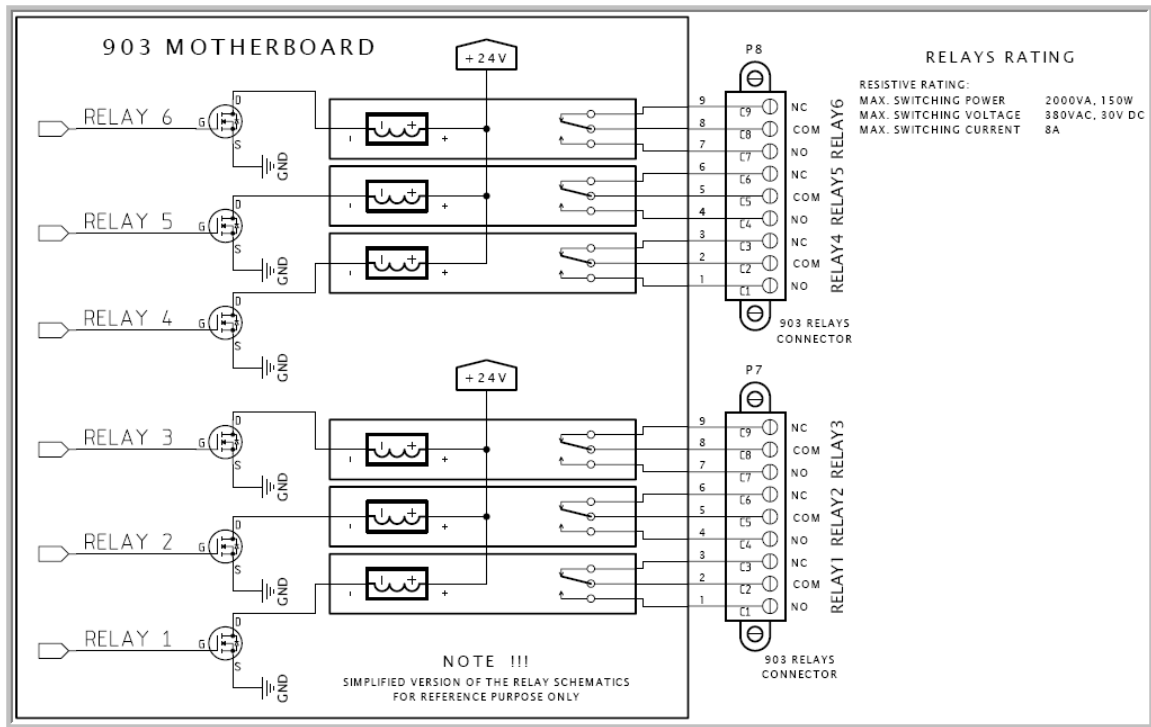 903 MOTHERBOARD
+24V
P8
RELAYS RATING
RESISTIVE RATING:
MAX. SWITCHING POWER 2000VA, 150W
MAX. SWITCHING VOLTAGE 380VAC, 30V DC
MAX. SWITCHING CURRENT 8A
RELAY 6
G
D
S
GND
- +
- +
9 C9 NC
8 C8 COM
7 C7 NO
RELAY6
RELAY 5
G
D
S
GND
- +
- +
6 C6 NC
5 C5 COM
4 C4 NO
RELAY5
RELAY 4
G
D
S
GND
- +
- +
3 C3 NC
2 C2 COM
1 C1 NO
RELAY4
903 RELAYS
CONNECTOR
+24V
P7
RELAY 3
G
D
S
GND
- +
- +
9 C9 NC
8 C8 COM
7 C7 NO
RELAY3
RELAY 2
G
D
S
GND
- +
- +
6 C6 NC
5 C5 COM
4 C4 NO
RELAY2
RELAY 1
G
D
S
GND
- +
- +
3 C3 NC
2 C2 COM
1 C1 NO
RELAY1
903 RELAYS
CONNECTOR
NOTE !!!
SIMPLIFIED VERSION OF THE RELAY SCHEMATICS
FOR REFERENCE PURPOSE ONLY